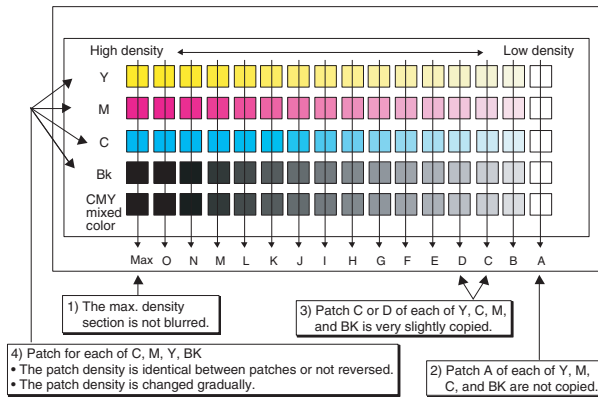 High density Low density
Y
M
C
Bk
CMY
mixed
color
Max O N M L K J I H G F E D C B A
1) The max. density
section is not blurred.
3) Patch C or D of each of Y, C, M,
and BK is very slightly copied.
4) Patch for each of C, M, Y, BK
• The patch density is identical between patches or not reversed.
• The patch density is changed gradually.
2) Patch A of each of Y, M,
C, and BK are not copied.